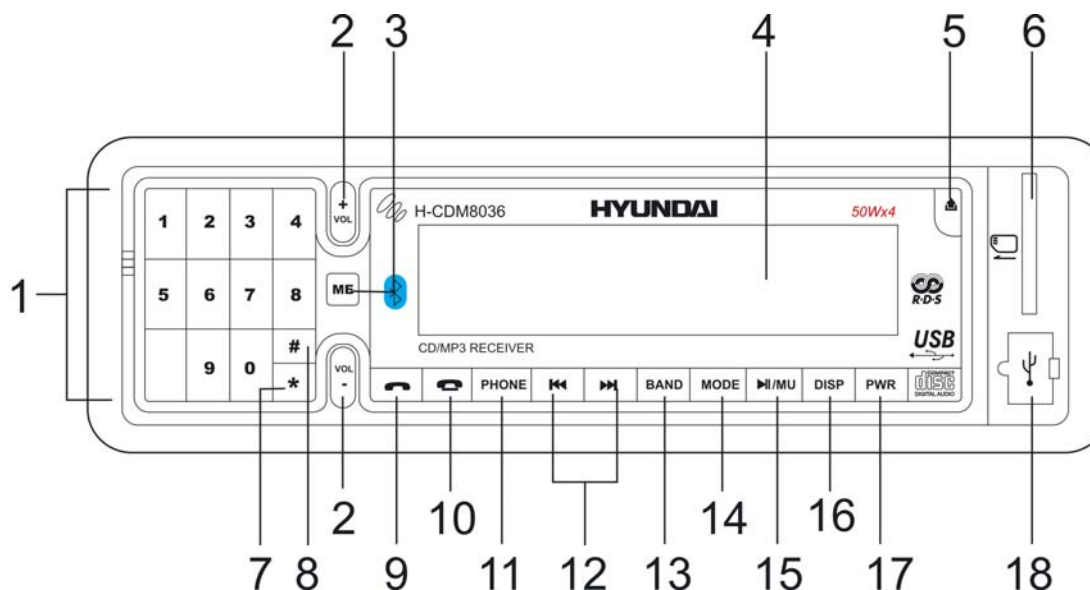 2 3 4 5 6
H-CDM8036 HYUNDAI 50Wx4
+
VOL
1 2 3 4
1
5 6 7 8
ME
R·D·S
#
9 0
*
VOL
-
CD/MP3 RECEIVER
USB
PHONE BAND MODE /MU DISP PWR
COMPACT
disc
DIGITAL AUDIO
2 10 12 14 16
7 8 9 11 13 15 17 18